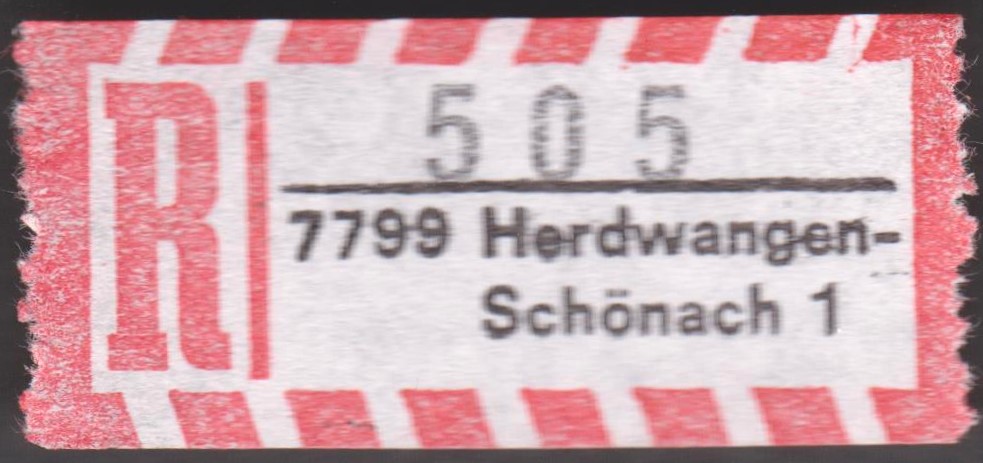 R
505
7799 Herdwangen-
Schönach 1